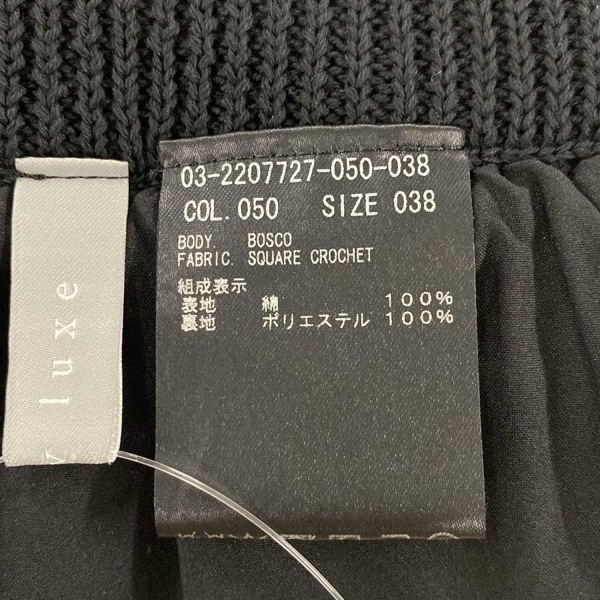 03-2207727-050-038
COL. 050 SIZE 038
BODY. BOSCO
FABRIC. SQUARE CROCHET
組成表示
表地 綿 100%
裏地 ポリエステル 100%
y luxe